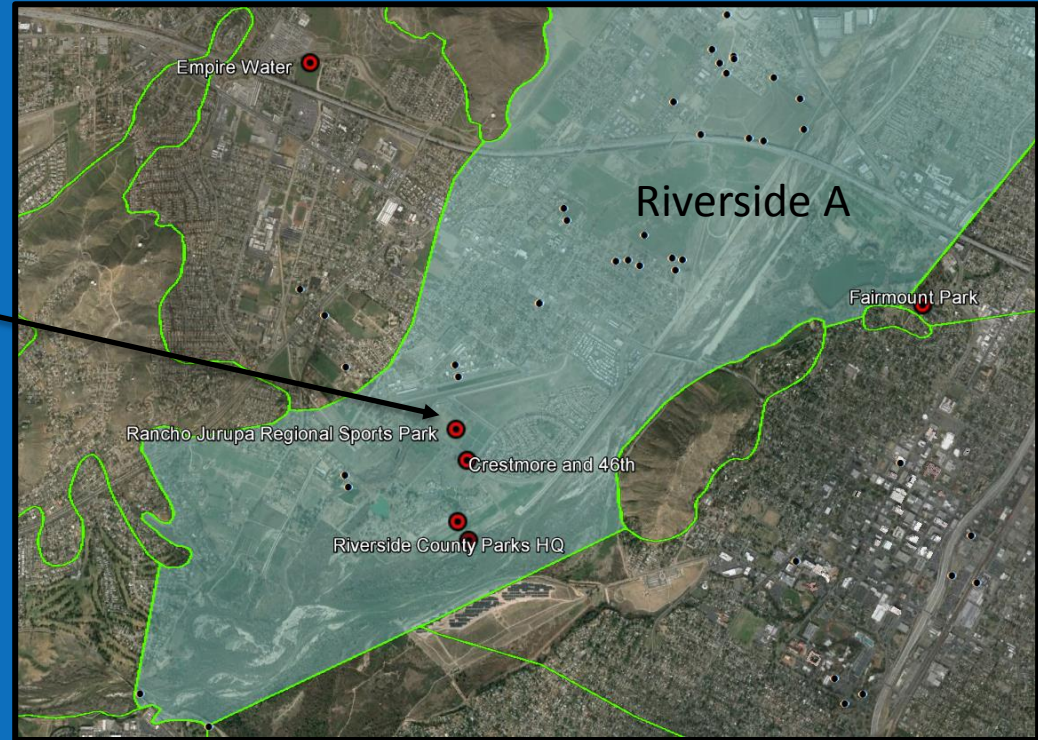 Empire Water
Riverside A
Fairmount Park
Rancho Jurupa Regional Sports Park
Crestmore and 46th
Riverside County Parks HQ